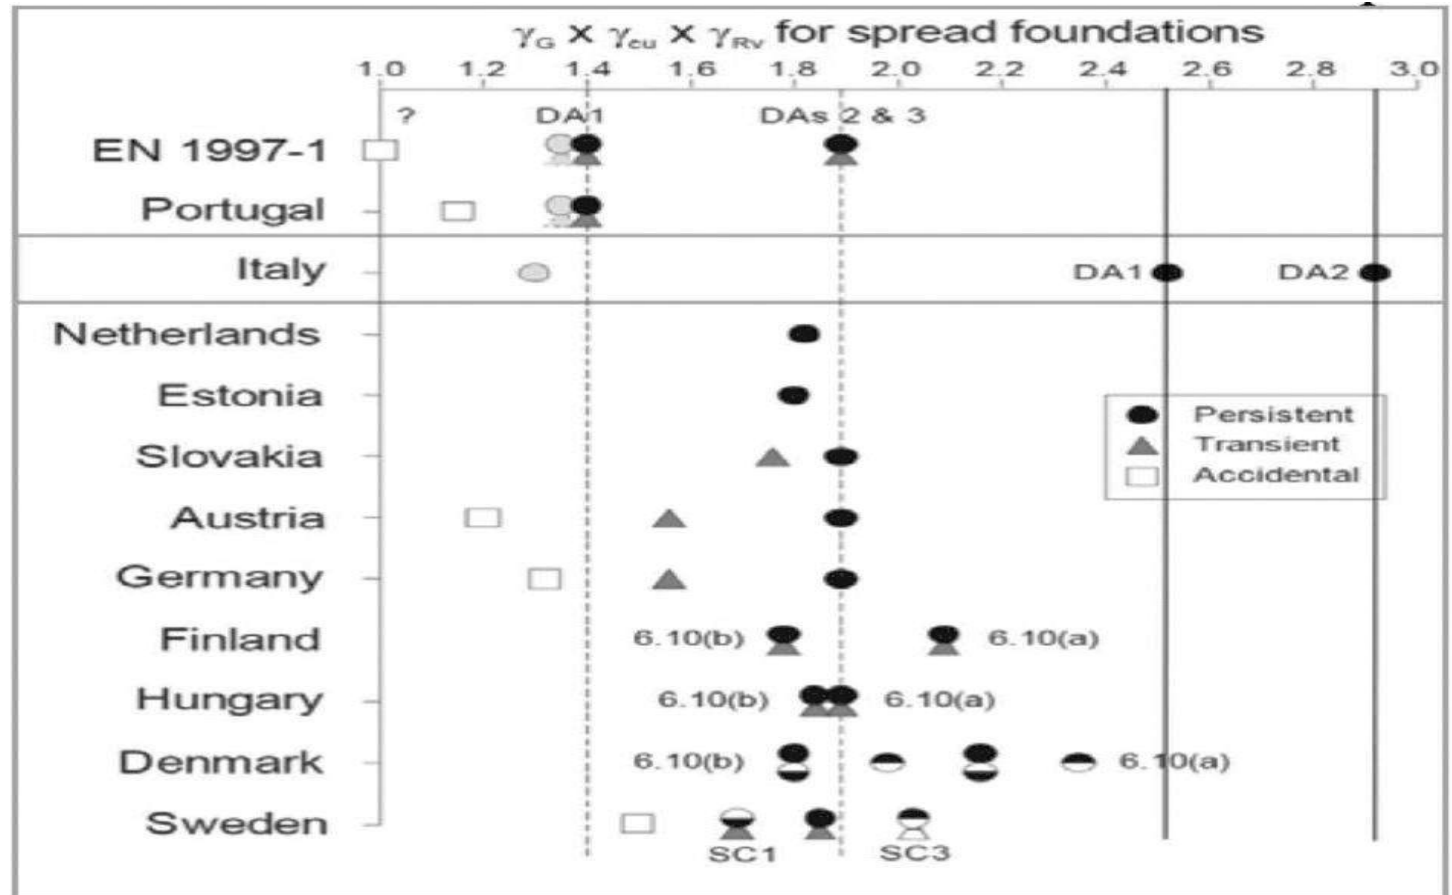 γG × γcu × γRv for spread foundations
1.0 1.2 1.4 1.6 1.8 2.0 2.2 2.4 2.6 2.8 3.0
? DA1 DAs 2 & 3
EN 1997-1
Portugal
Italy DA1 DA2
Netherlands
Estonia
Persistent
Slovakia
Transient
Accidental
Austria
Germany
Finland 6.10(b) 6.10(a)
Hungary 6.10(b) 6.10(a)
Denmark 6.10(b) 6.10(a)
Sweden
SC1 SC3